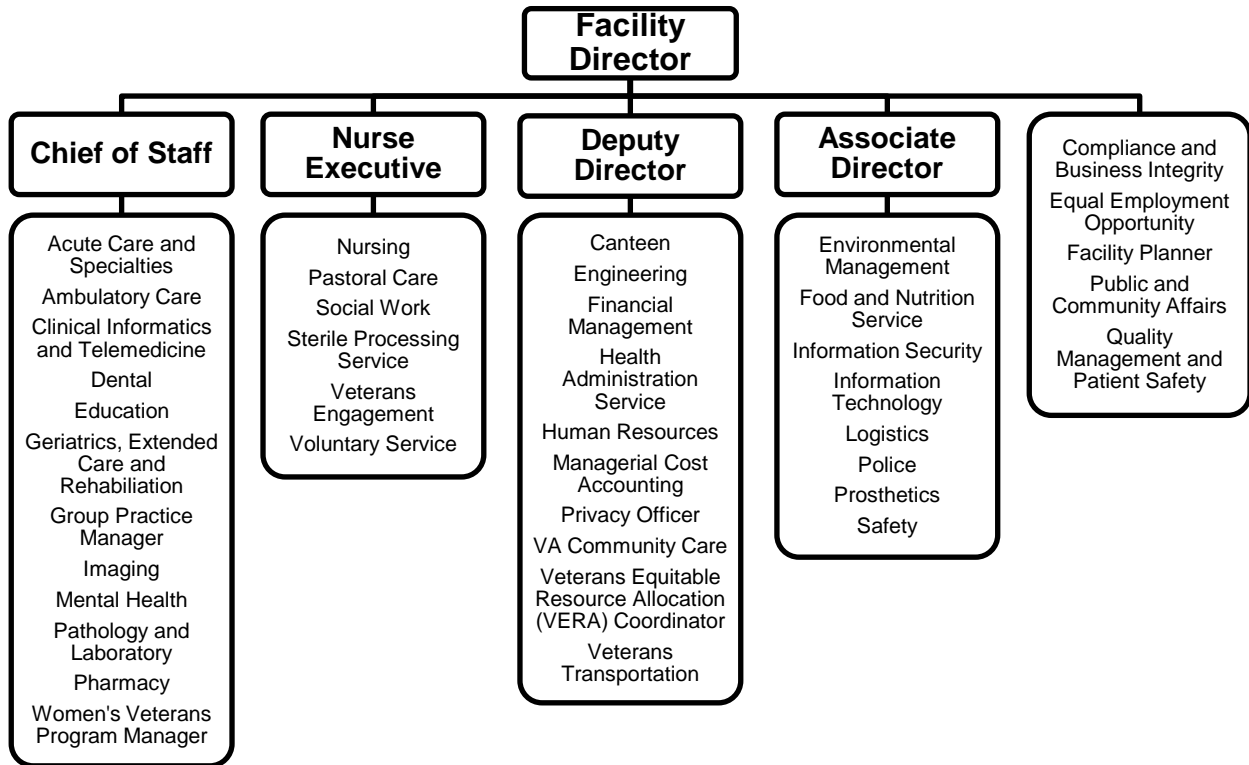 Facility
Director
Chief of Staff
Acute Care and
Specialties
Ambulatory Care
Clinical Informatics
and Telemedicine
Dental
Education
Geriatrics, Extended
Care and
Rehabiliation
Group Practice
Manager
Imaging
Mental Health
Pathology and
Laboratory
Pharmacy
Women's Veterans
Program Manager
Nurse
Executive
Nursing
Pastoral Care
Social Work
Sterile Processing
Service
Veterans
Engagement
Voluntary Service
Deputy
Director
Canteen
Engineering
Financial
Management
Health
Administration
Service
Human Resources
Managerial Cost
Accounting
Privacy Officer
VA Community Care
Veterans Equitable
Resource Allocation
(VERA) Coordinator
Veterans
Transportation
Associate
Director
Environmental
Management
Food and Nutrition
Service
Information Security
Information
Technology
Logistics
Police
Prosthetics
Safety
Compliance and
Business Integrity
Equal Employment
Opportunity
Facility Planner
Public and
Community Affairs
Quality
Management and
Patient Safety